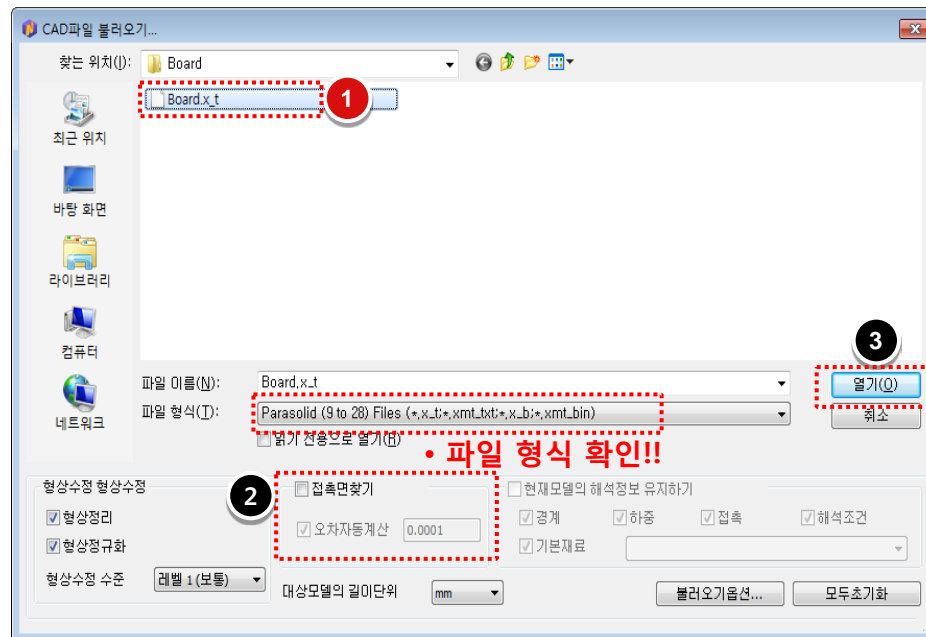 CAD파일 불러오기...
찾는 위치(I): Board
Board.x_t 1
최근 위치
바탕 화면
라이브러리
컴퓨터
네트워크
3
파일 이름(N): Board.x_t 열기(O)
파일 형식(T): Parasolid (9 to 28) Files (*.x_t;*.xmt_txt;*.x_b;*.xmt_bin) 취소
읽기 전용으로 열기(R)
• 파일 형식 확인!!
형상수정 형상수정
2
접촉면찾기
현재모델의 해석정보 유지하기
형상정리
오차자동계산 0.0001
경계 하중 접촉 해석조건
형상정규화
기본재료
형상수정 수준 레벨 1 (보통)
대상모델의 길이단위 mm
불러오기옵션... 모두초기화